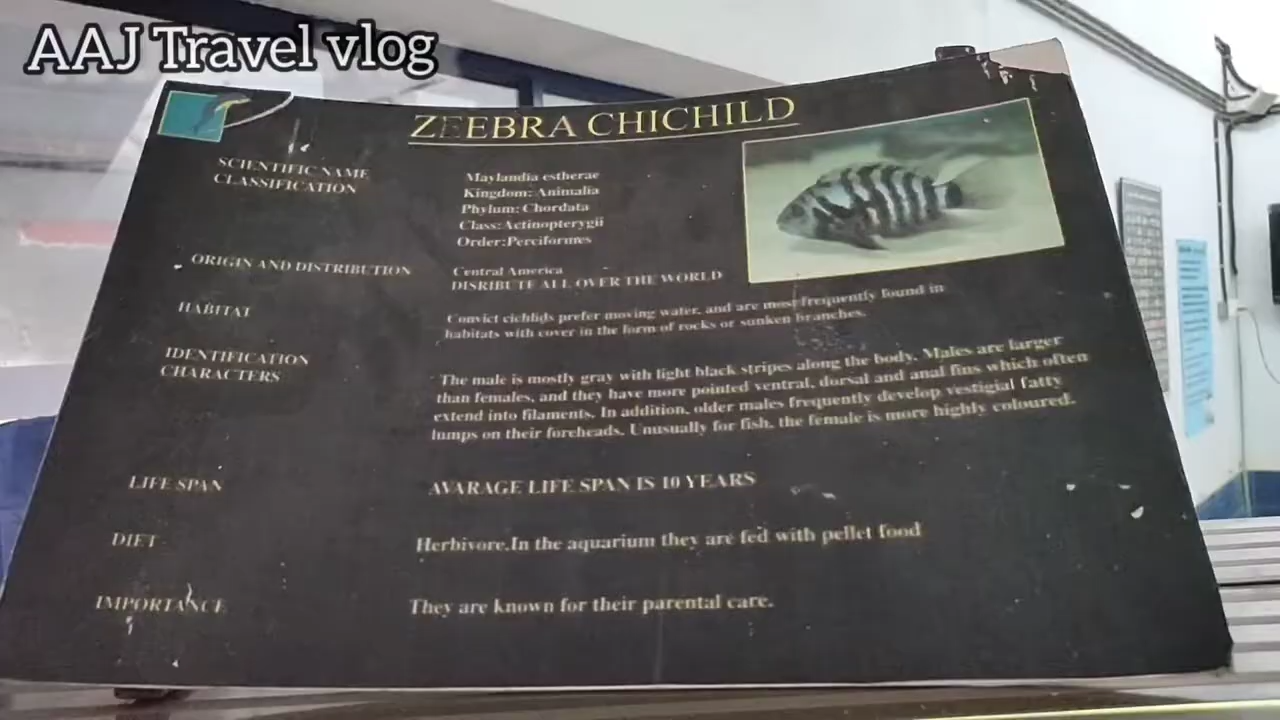 AAJ Travel vlog
ZEEBRA CHICHILD
SCIENTIFIC NAME
CLASSIFICATION
Maylandia estherae
Kingdom: Animalia
Phylum: Chordata
Class:Actinopterygii
Order:Perciformes
ORIGIN AND DISTRIBUTION
Central America
DISRIBUTE ALL OVER THE WORLD
HABITAT
Convict cichlids prefer moving water, and are most frequently found in
habitats with cover in the form of rocks or sunken branches.
IDENTIFICATION
CHARACTERS
The male is mostly gray with light black stripes along the body. Males are larger
than females, and they have more pointed ventral, dorsal and anal fins which often
extend into filaments. In addition, older males frequently develop vestigial fatty
lumps on their foreheads. Unusually for fish, the female is more highly coloured.
LIFE SPAN
AVARAGE LIFE SPAN IS 10 YEARS
DIET
Herbivore.In the aquarium they are fed with pellet food
IMPORTANCE
They are known for their parental care.